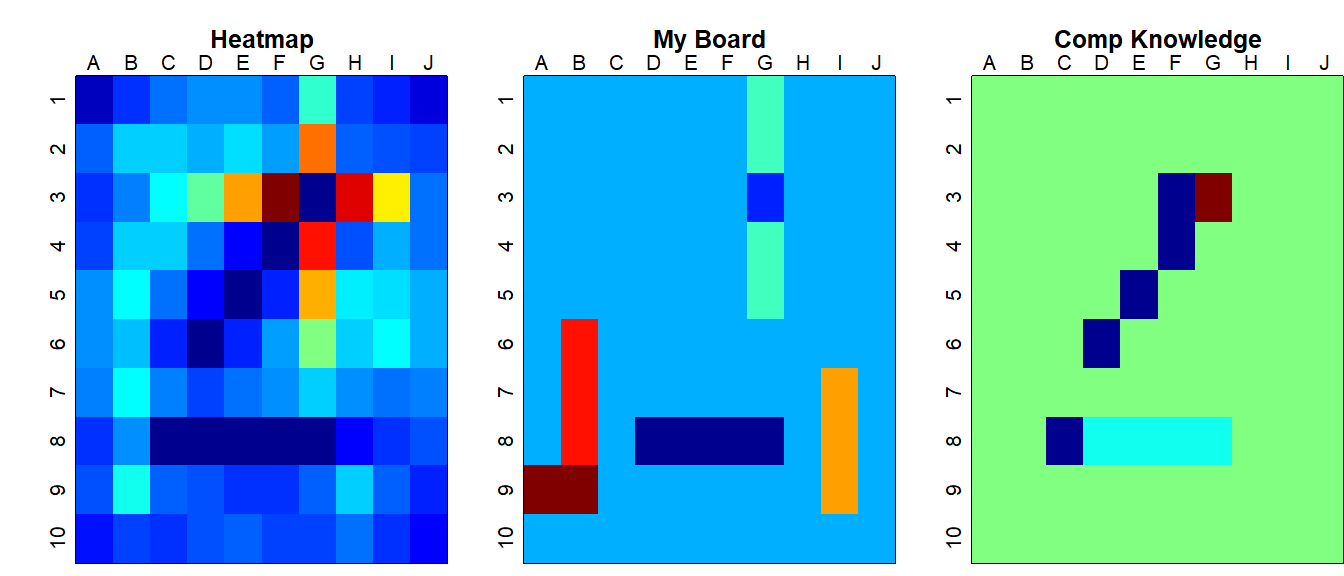 Heatmap My Board Comp Knowledge
A B C D E F G H I J A B C D E F G H I J A B C D E F G H I J
1 1 1
2 2 2
3 3 3
4 4 4
5 5 5
6 6 6
7 7 7
8 8 8
9 9 9
10 10 10